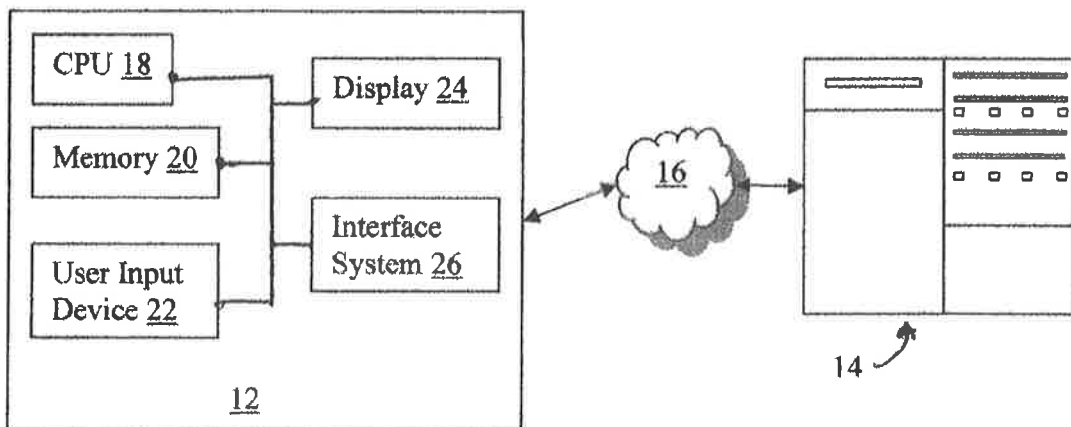 CPU 18
Display 24
Memory 20
16
Interface
System 26
User Input
Device 22
14
12